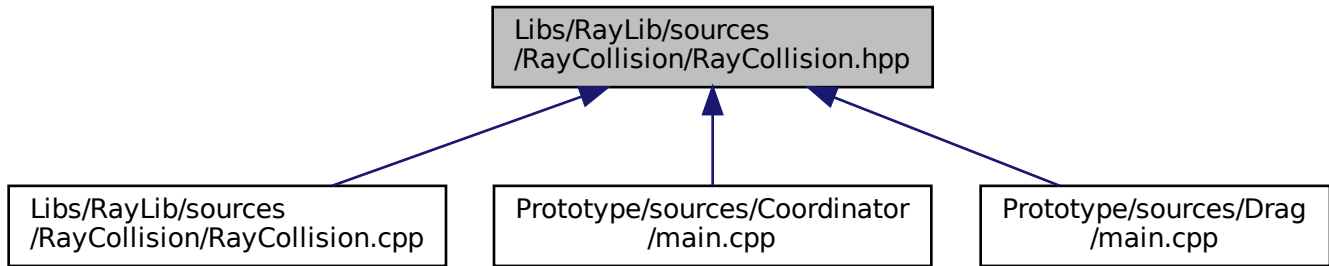 Libs/RayLib/sources
/RayCollision/RayCollision.hpp
Libs/RayLib/sources
/RayCollision/RayCollision.cpp
Prototype/sources/Coordinator
/main.cpp
Prototype/sources/Drag
/main.cpp